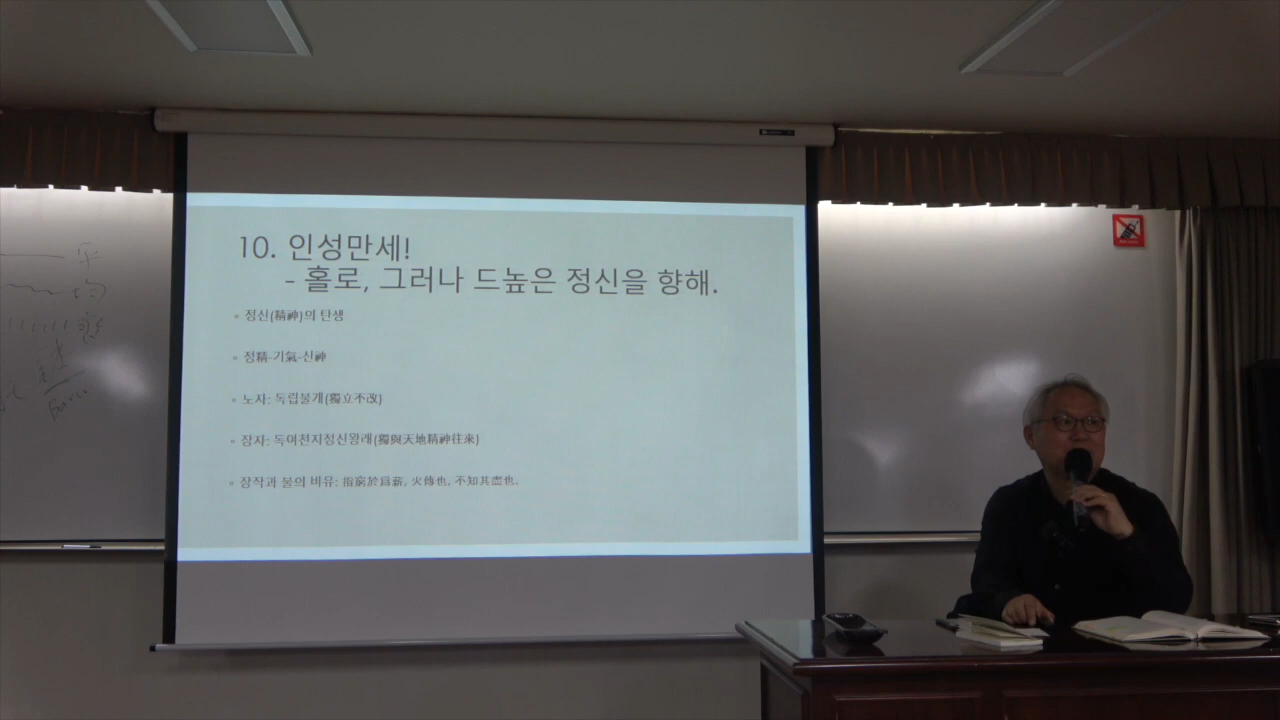 10. 인성만세!
- 홀로, 그러나 드높은 정신을 향해.
정신(精神)의 탄생
정精-기氣-신神
노자: 독립불개(獨立不改)
장자: 독여천지정신왕래(獨與天地精神往來)
장작과 불의 비유: 指窮於爲薪, 火傳也, 不知其盡也.
平
均